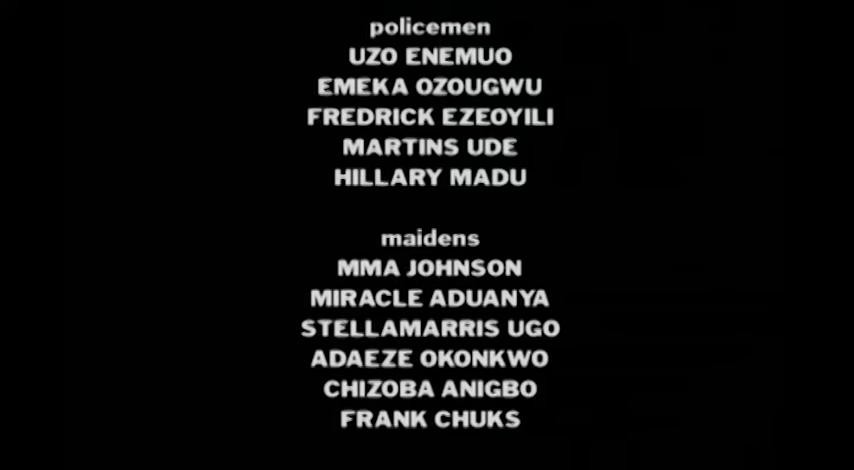 policemen
UZO ENEMUO
EMEKA OZOUGWU
FREDRICK EZEOYILI
MARTINS UDE
HILLARY MADU
maidens
MMA JOHNSON
MIRACLE ADUANYA
STELLAMARRIS UGO
ADAEZE OKONKWO
CHIZOBA ANIGBO
FRANK CHUKS